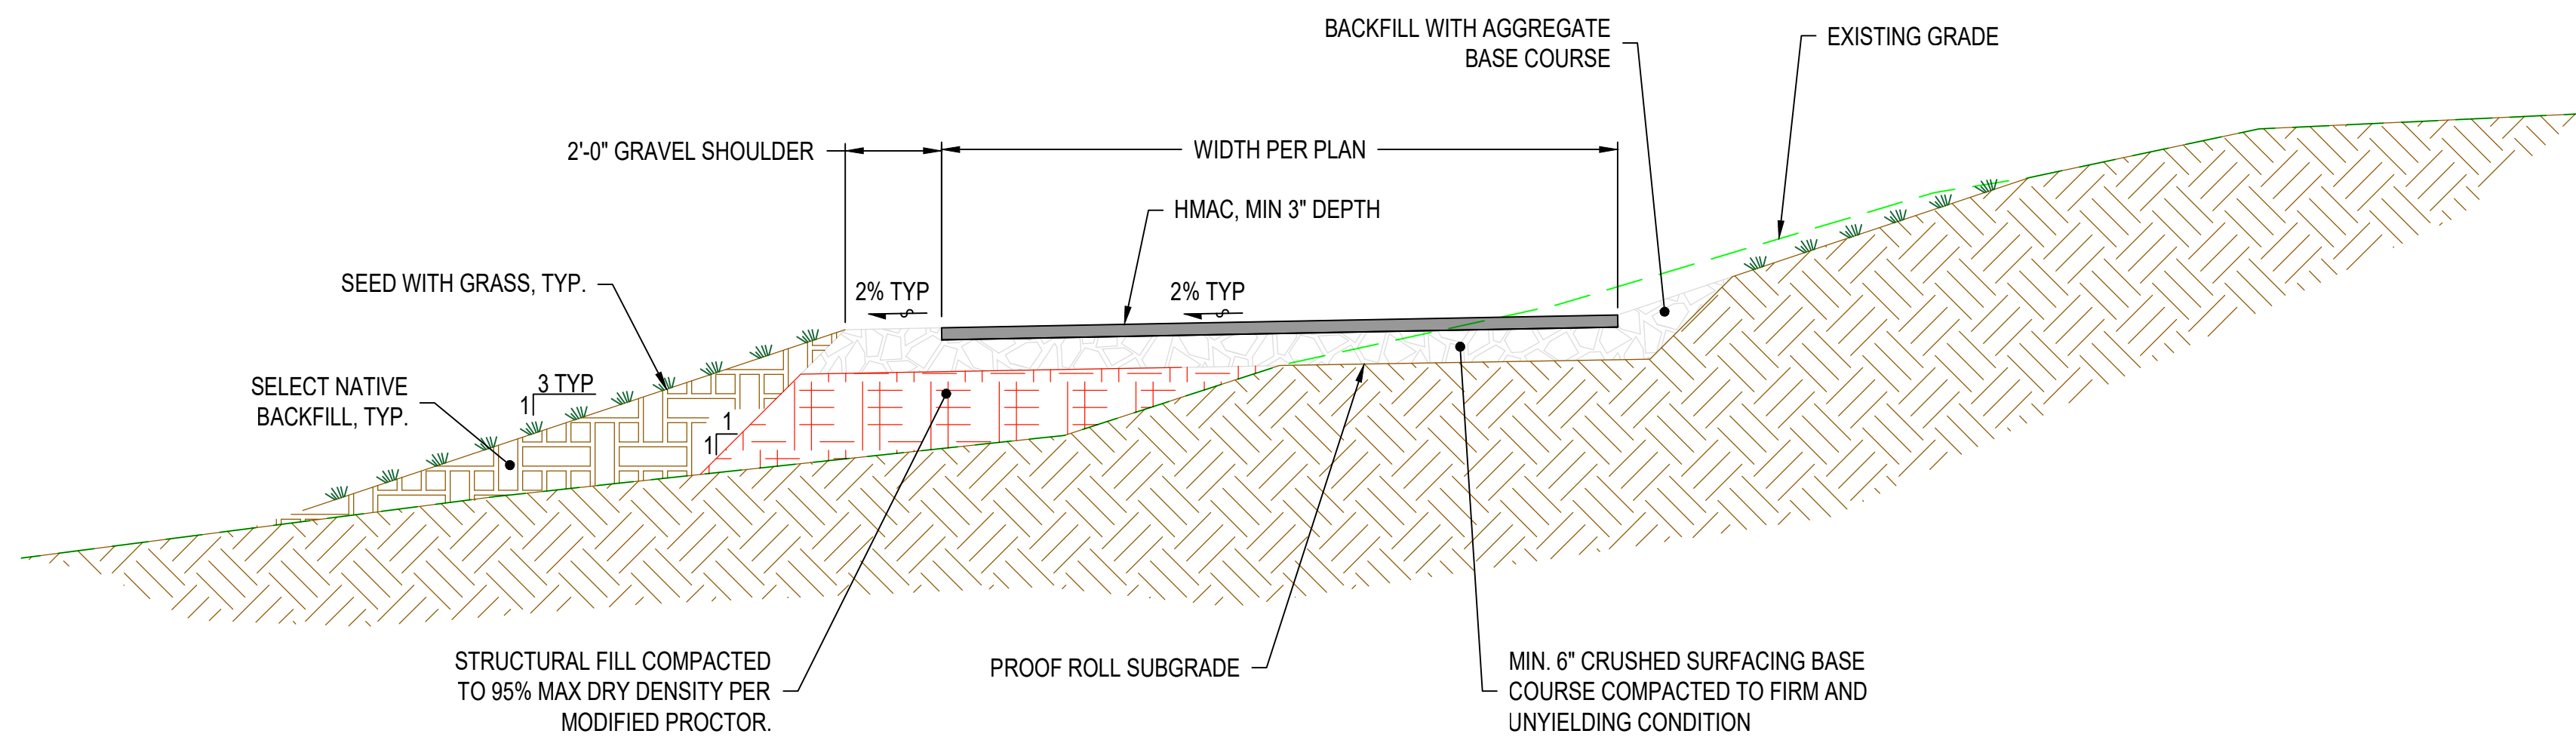 BACKFILL WITH AGGREGATE
BASE COURSE
EXISTING GRADE
2'-0" GRAVEL SHOULDER
WIDTH PER PLAN
HMAC, MIN 3" DEPTH
SEED WITH GRASS, TYP.
2% TYP
2% TYP
SELECT NATIVE
BACKFILL, TYP.
3 TYP
1
1
1
STRUCTURAL FILL COMPACTED
TO 95% MAX DRY DENSITY PER
MODIFIED PROCTOR.
PROOF ROLL SUBGRADE
MIN. 6" CRUSHED SURFACING BASE
COURSE COMPACTED TO FIRM AND
UNYIELDING CONDITION